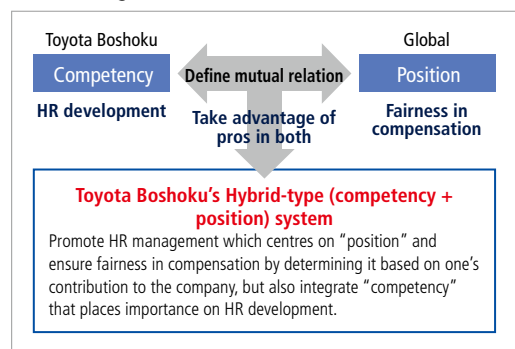 Toyota Boshoku
Global
Competency
Define mutual relation
Position
HR development
Take advantage of
pros in both
Fairness in
compensation
Toyota Boshoku’s Hybrid-type (competency +
position) system
Promote HR management which centres on “position” and
ensure fairness in compensation by determining it based on one’s
contribution to the company, but also integrate “competency”
that places importance on HR development.